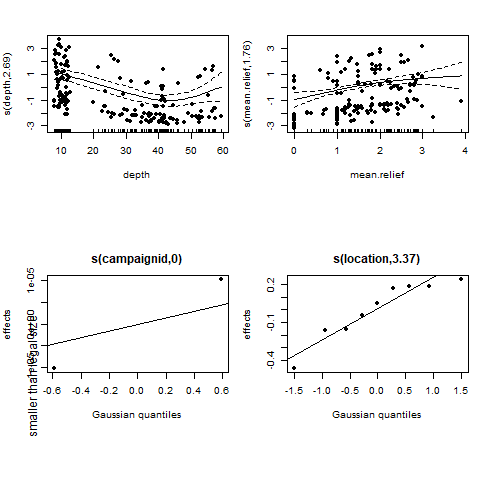 s(depth,2.69)
3
1
-1
-3
10
20
30
40
50
60
depth
s(mean.relief,1.76)
3
1
-1
-3
0
1
2
3
4
mean.relief
s(campaignid,0)
effects
1e-05
0e+00
-0.6
-0.4
-0.2
0.0
0.2
0.4
0.6
Gaussian quantiles
s(location,3.37)
effects
0.2
-0.1
-0.4
-1.5
-1.0
-0.5
0.0
0.5
1.0
1.5
Gaussian quantiles
smaller than